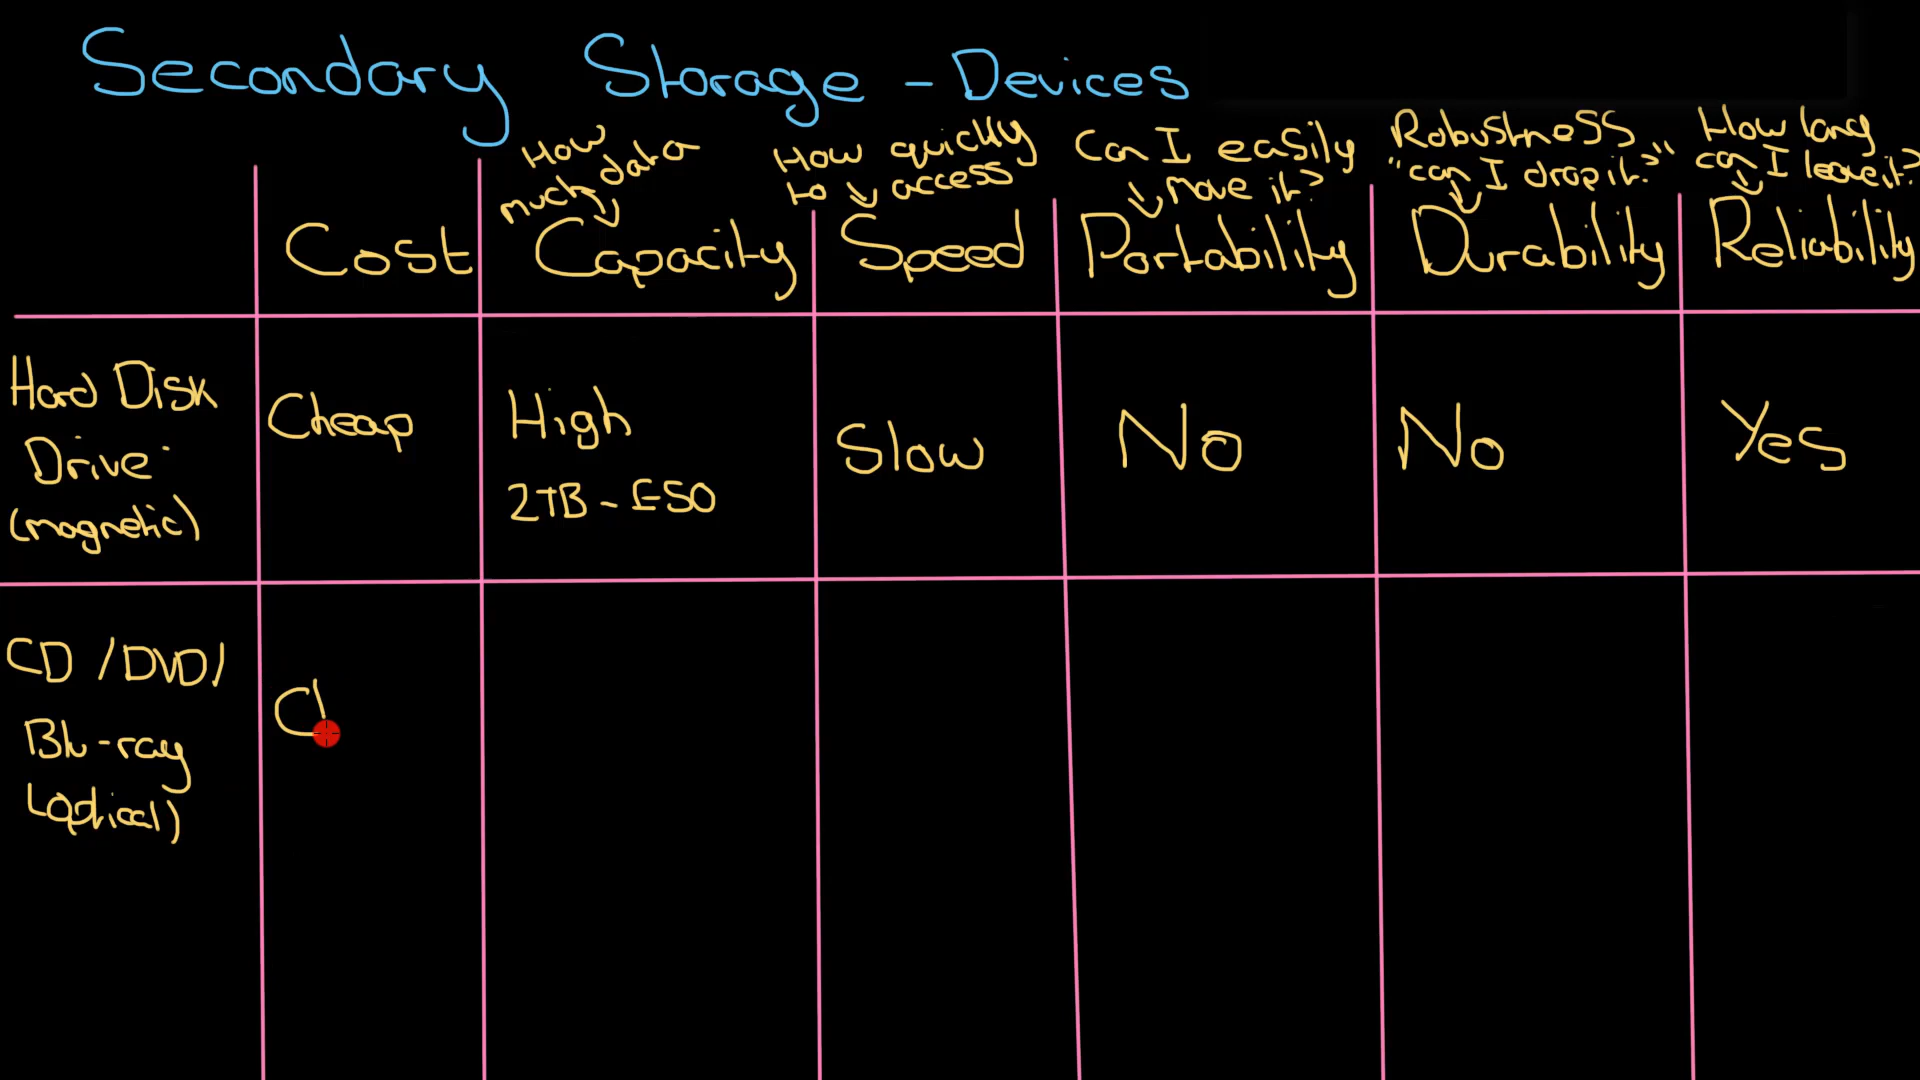 Secondary Storage - Devices
How much data
How quickly to access
Can I easily move it?
Robustness "can I drop it?"
How long can I leave it?
Cost Capacity Speed Portability Durability Reliability
Hard Disk Drive (magnetic)
Cheap
High
2TB - £50
Slow
No
No
Yes
CD /DVD/
Blu-ray
(optical)